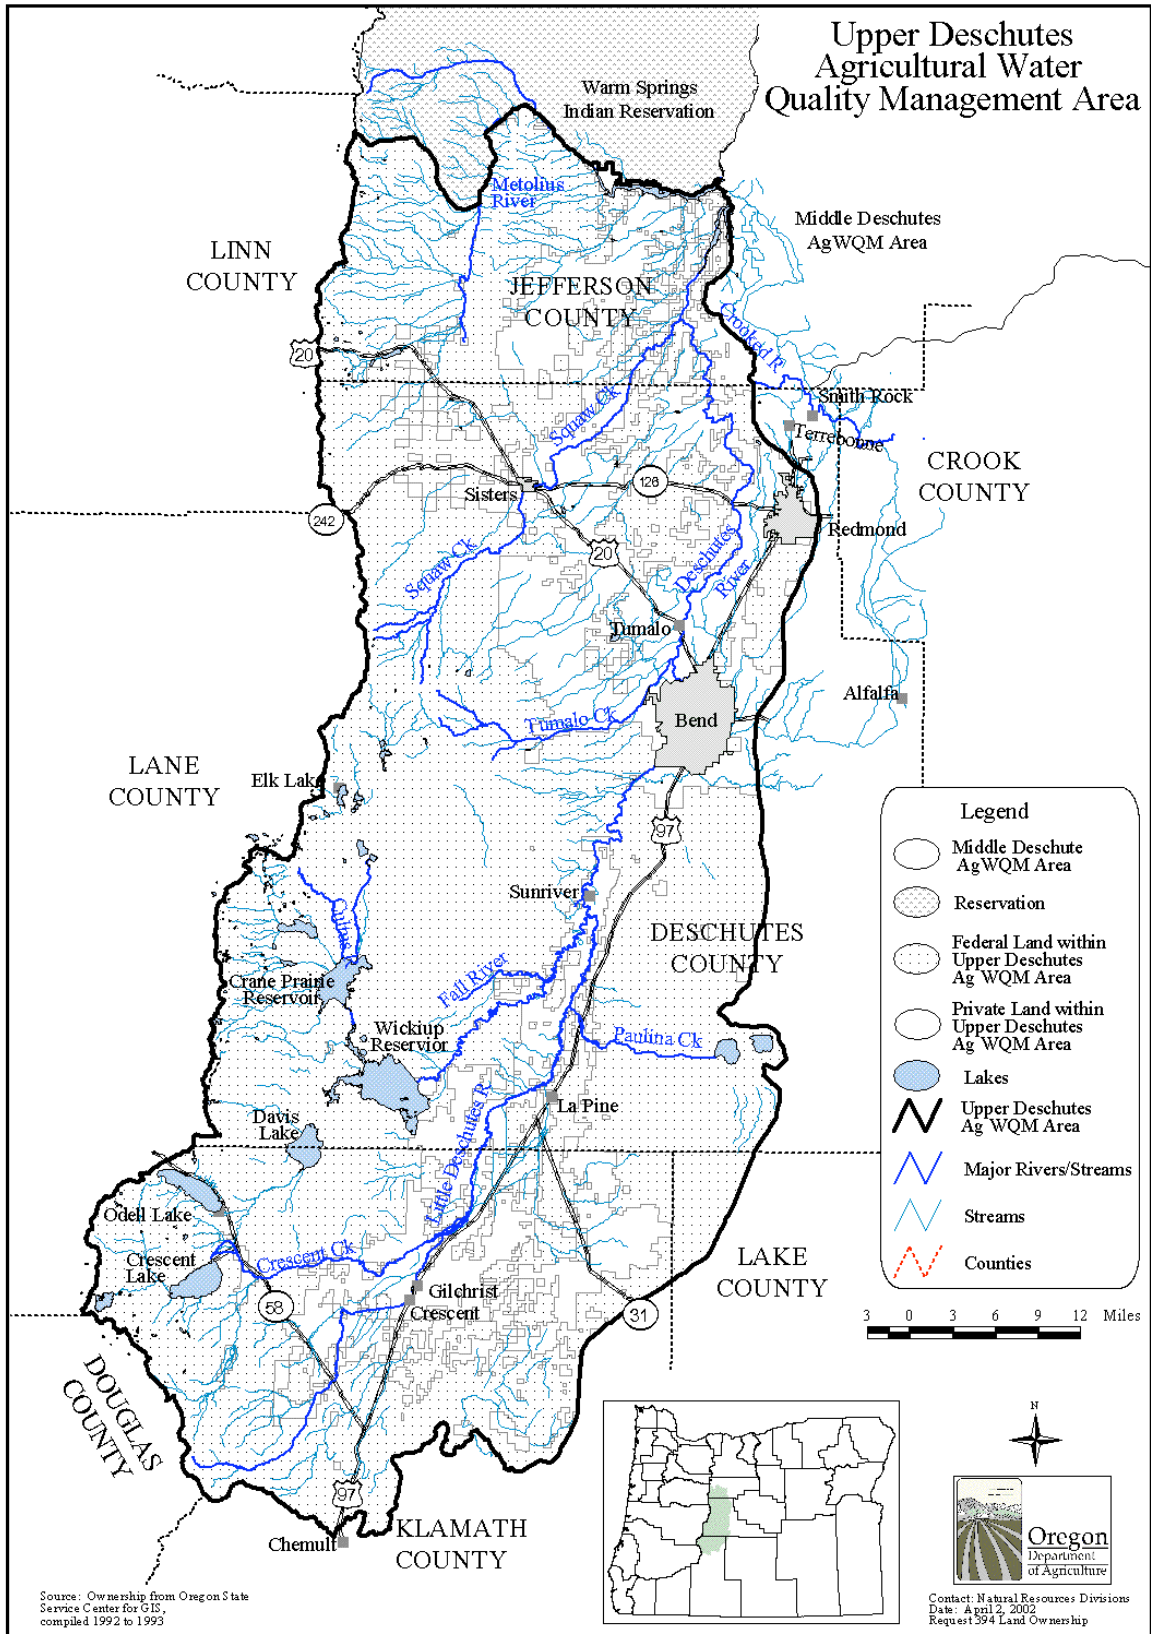 Upper Deschutes
Agricultural Water
Quality Management Area
Warm Springs
Indian Reservation
Metolius
River
Middle Deschutes
AgWQM Area
LINN
COUNTY
JEFFERSON
COUNTY
Crooked R
20
Smith Rock
Terrebonne
Squaw Ck
CROOK
COUNTY
Sisters
126
242
Redmond
20
Deschutes
River
Squaw Ck
Tumalo
Alfalfa
Bend
Tumalo Ck
LANE
COUNTY
Elk Lake
97
Legend
Middle Deschute
AgWQM Area
Reservation
Federal Land within
Upper Deschutes
Ag WQM Area
Private Land within
Upper Deschutes
Ag WQM Area
Lakes
Upper Deschutes
Ag WQM Area
Major Rivers/Streams
Streams
Counties
Sunriver
Cultus
DESCHUTES
COUNTY
Fall River
Crane Prairie
Reservoir
Wickiup
Reservior
Paulina Ck
La Pine
Davis
Lake
Little Deschutes R
Odell Lake
Crescent Ck
Crescent
Lake
LAKE
COUNTY
Gilchrist
Crescent
58
31
3 0 3 6 9 12 Miles
DOUGLAS
COUNTY
N
97
Chemult
KLAMATH
COUNTY
Oregon
Department
of Agriculture
Source: Ownership from Oregon State
Service Center for GIS,
compiled 1992 to 1993
Contact: Natural Resources Divisions
Date: April 2, 2002
Request 394 Land Ownership